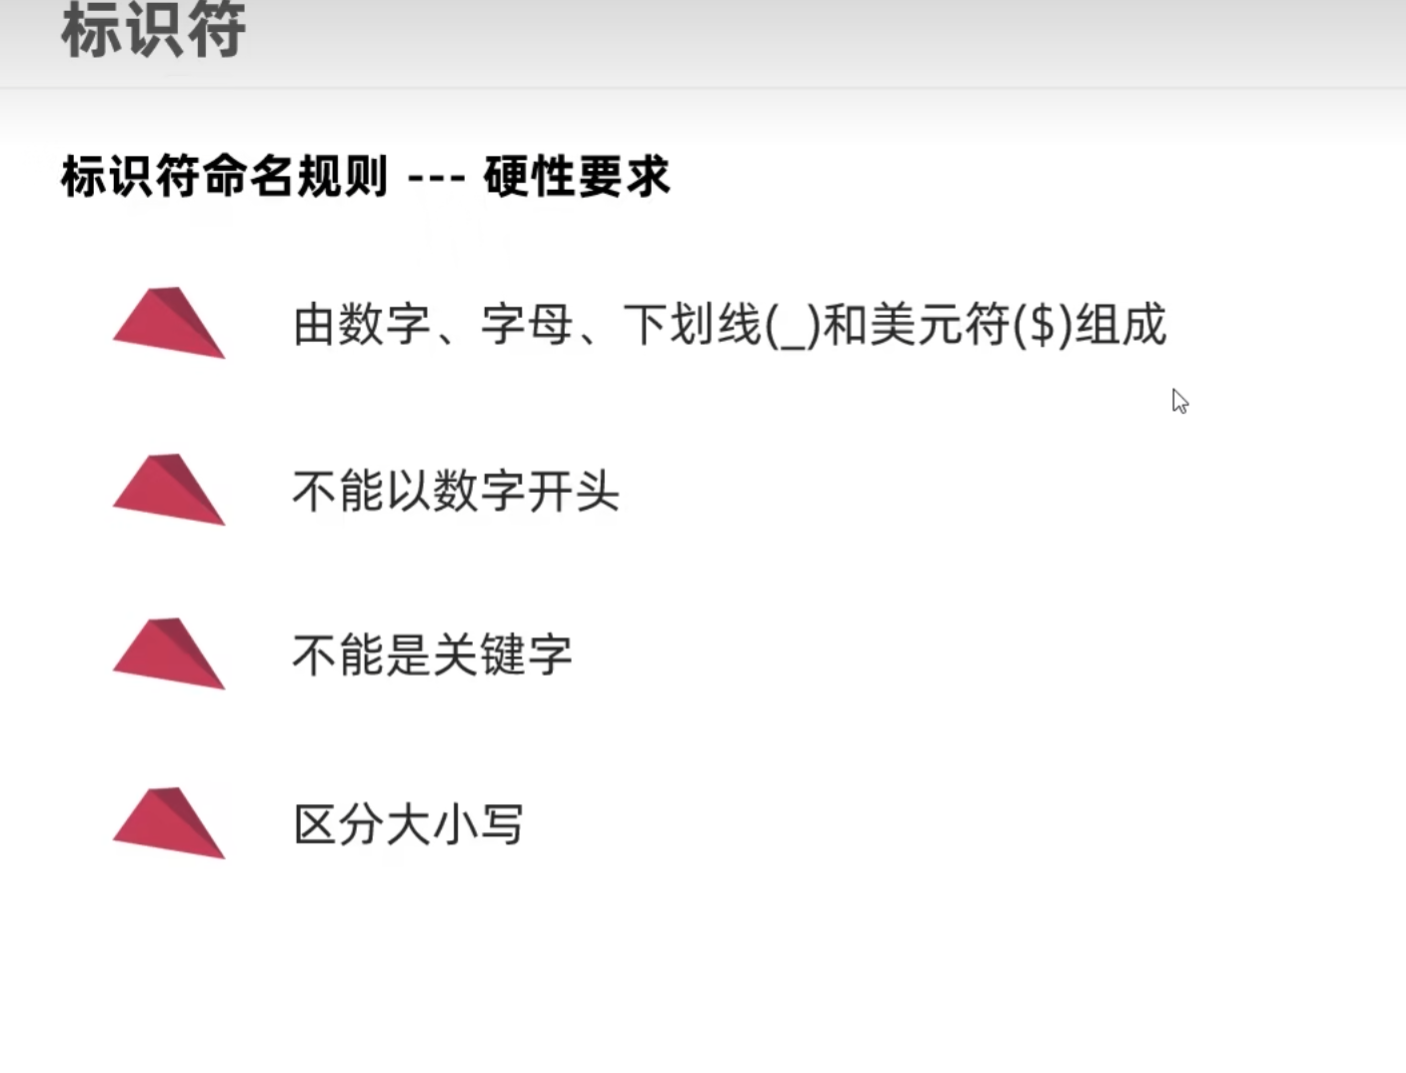 标识符
标识符命名规则 --- 硬性要求
由数字、字母、下划线(_)和美元符($)组成
不能以数字开头
不能是关键字
区分大小写